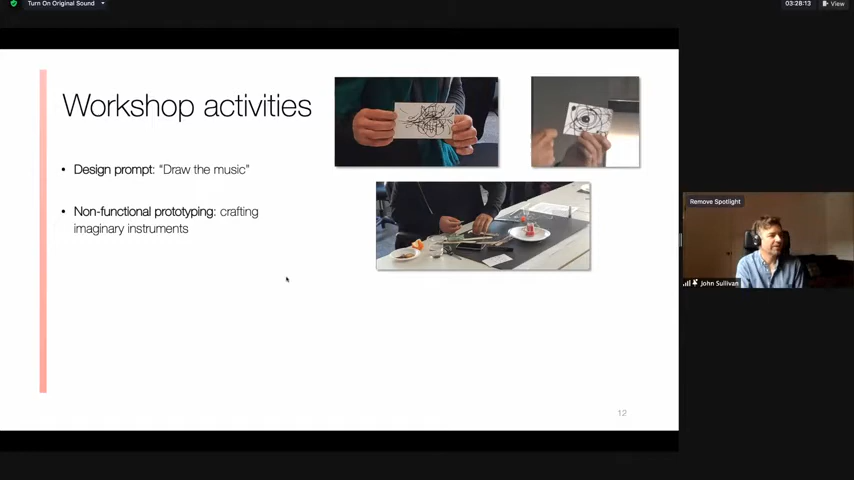 Turn On Original Sound
03:28:13
View
Workshop activities
• Design prompt: “Draw the music”
• Non-functional prototyping: crafting
imaginary instruments
Remove Spotlight
John Sullivan
12